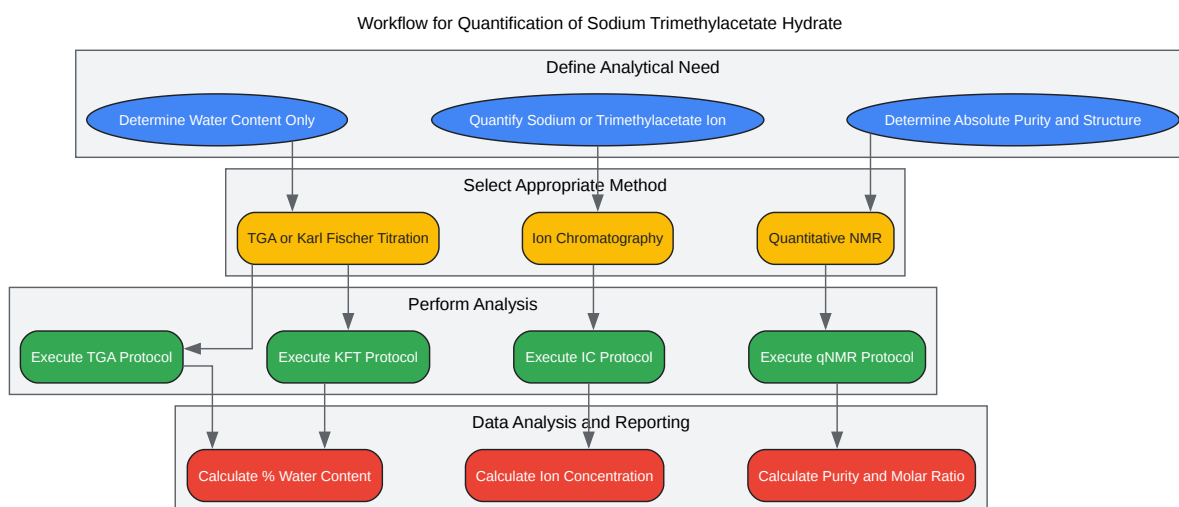 Workflow for Quantification of Sodium Trimethylacetate Hydrate
Define Analytical Need
Determine Water Content Only
Quantify Sodium or Trimethylacetate Ion
Determine Absolute Purity and Structure
Select Appropriate Method
TGA or Karl Fischer Titration
Ion Chromatography
Quantitative NMR
Perform Analysis
Execute TGA Protocol
Execute KFT Protocol
Execute IC Protocol
Execute qNMR Protocol
Data Analysis and Reporting
Calculate % Water Content
Calculate Ion Concentration
Calculate Purity and Molar Ratio